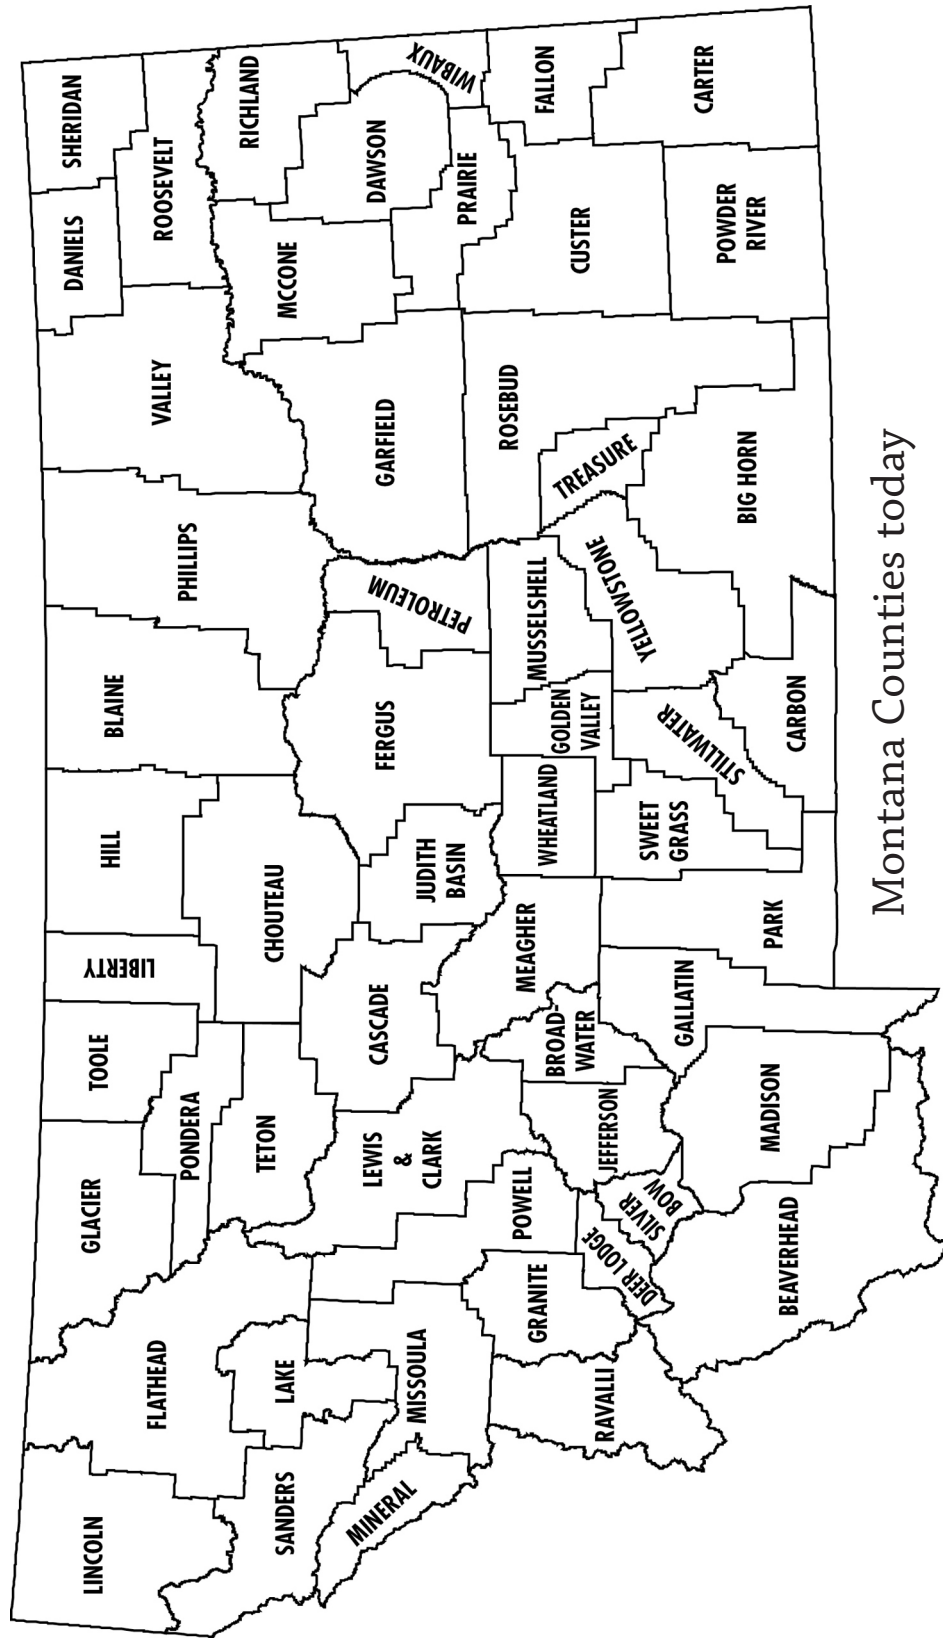 LINCOLN
FLATHEAD
GLACIER
TOOLE
LIBERTY
HILL
BLAINE
PHILLIPS
VALLEY
DANIELS
SHERIDAN
ROOSEVELT
SANDERS
LAKE
PONDERA
TETON
CHOUTEAU
MCCONE
RICHLAND
MINERAL
MISSOULA
LEWIS
&
CLARK
CASCADE
JUDITH
BASIN
FERGUS
PETROLEUM
GARFIELD
DAWSON
WIBAUX
PRAIRIE
POWELL
GRANITE
RAVALLI
DEER LODGE
SILVER
BOW
JEFFERSON
BROAD-
WATER
MEAGHER
WHEATLAND
GOLDEN
VALLEY
MUSSELSHELL
ROSEBUD
TREASURE
CUSTER
FALLON
BEAVERHEAD
MADISON
GALLATIN
PARK
SWEET
GRASS
STILLWATER
YELLOWSTONE
CARBON
BIG HORN
POWDER
RIVER
CARTER
Montana Counties today